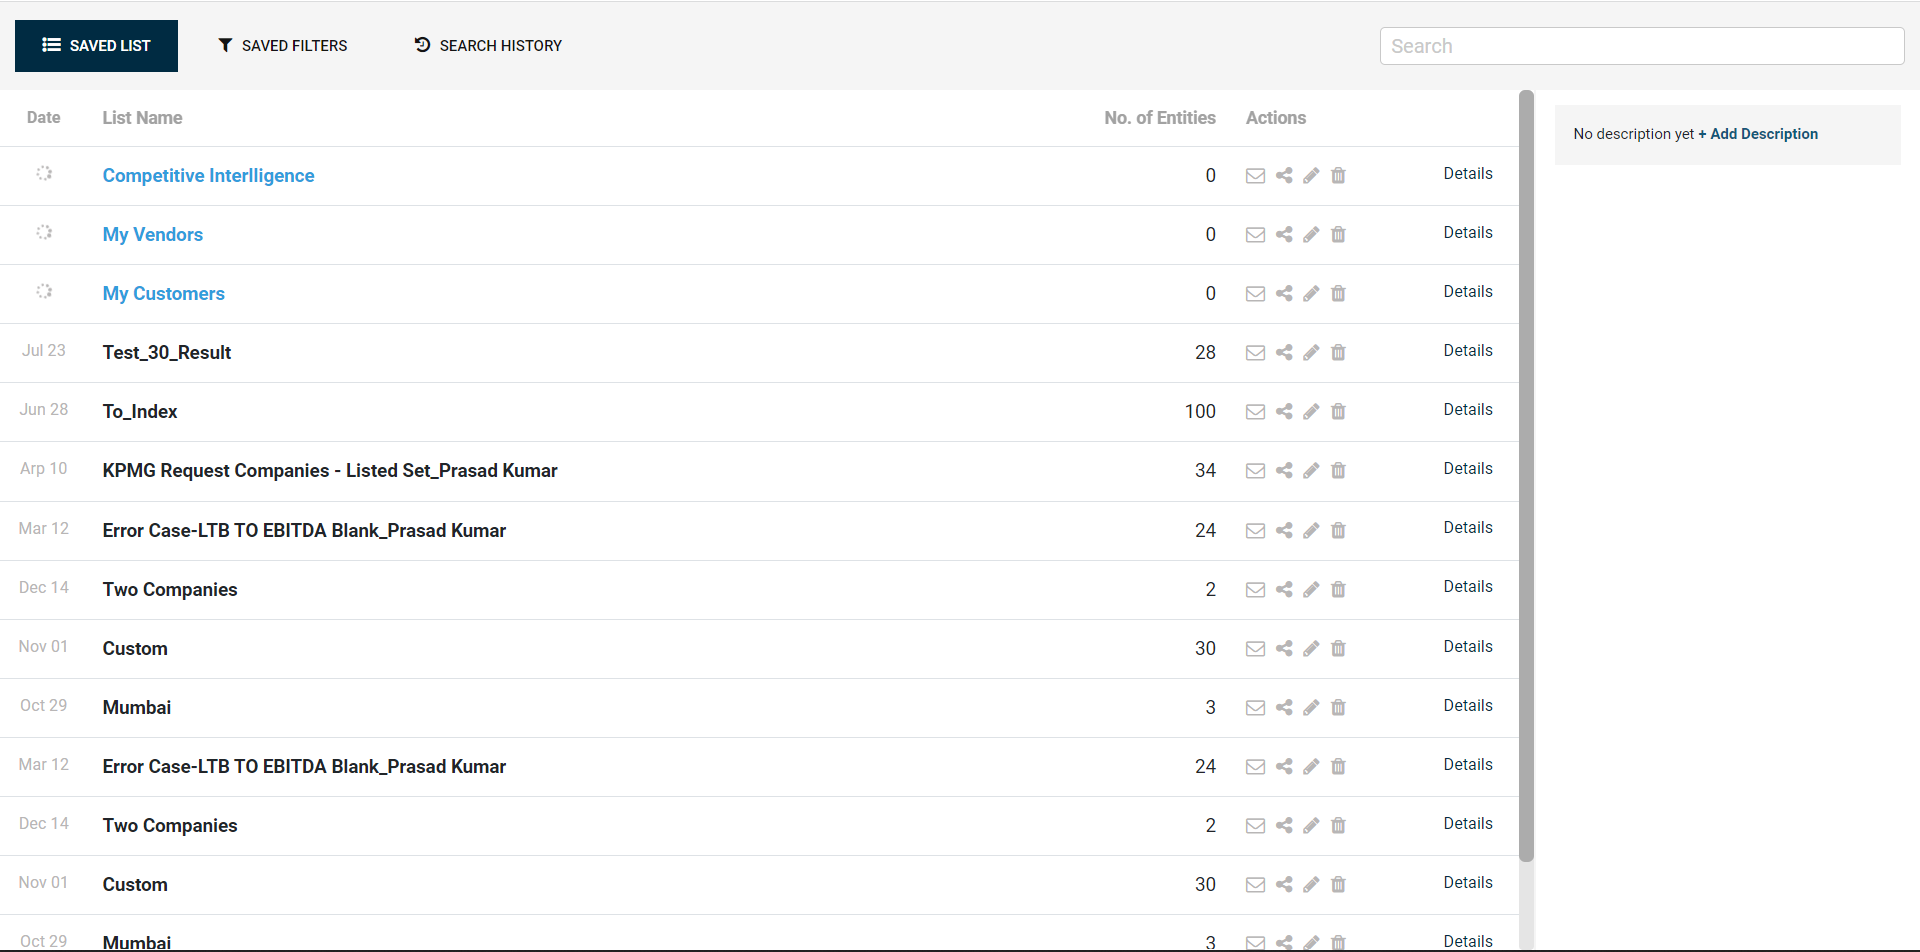 SAVED LIST SAVED FILTERS SEARCH HISTORY Search
Date List Name No. of Entities Actions
No description yet + Add Description
Competitive Interlligence 0 Details
My Vendors 0 Details
My Customers 0 Details
Jul 23 Test_30_Result 28 Details
Jun 28 To_Index 100 Details
Arp 10 KPMG Request Companies - Listed Set_Prasad Kumar 34 Details
Mar 12 Error Case-LTB TO EBITDA Blank_Prasad Kumar 24 Details
Dec 14 Two Companies 2 Details
Nov 01 Custom 30 Details
Oct 29 Mumbai 3 Details
Mar 12 Error Case-LTB TO EBITDA Blank_Prasad Kumar 24 Details
Dec 14 Two Companies 2 Details
Nov 01 Custom 30 Details
Oct 29 Mumbai 3 Details